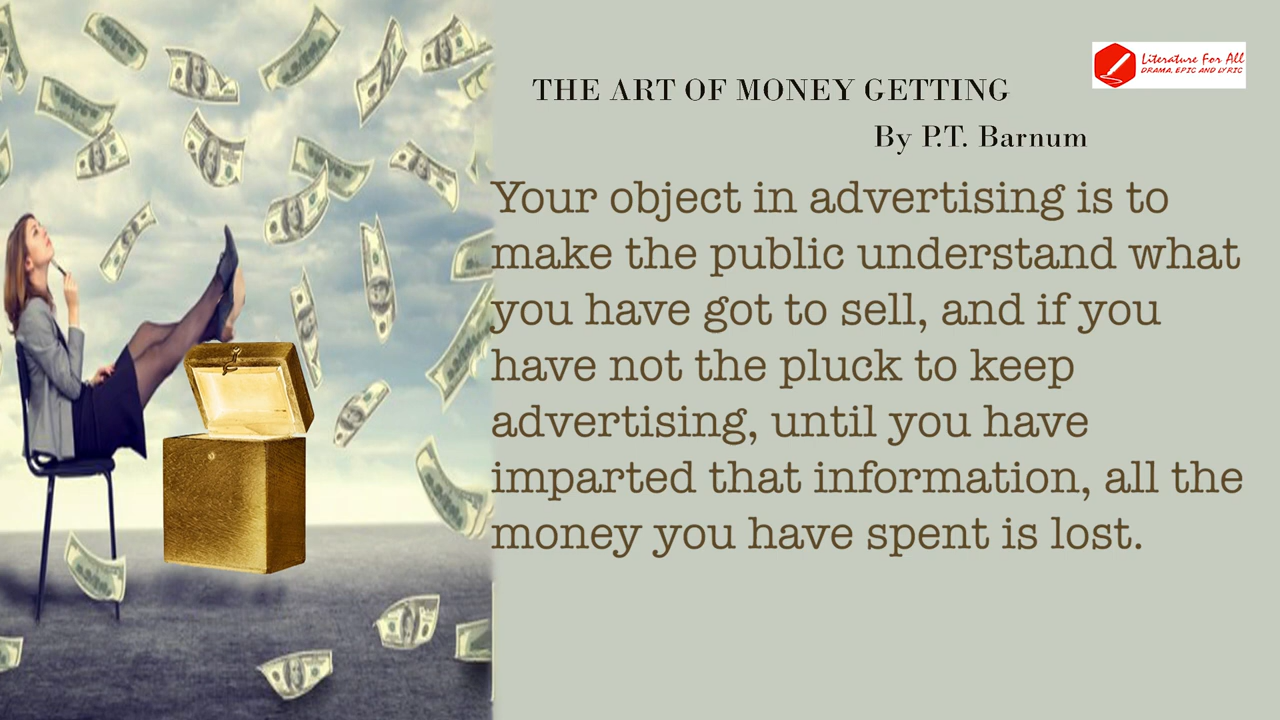 THE ART OF MONEY GETTING
By P.T. Barnum
Literature For All
DRAMA, EPIC AND LYRIC
Your object in advertising is to
make the public understand what
you have got to sell, and if you
have not the pluck to keep
advertising, until you have
imparted that information, all the
money you have spent is lost.